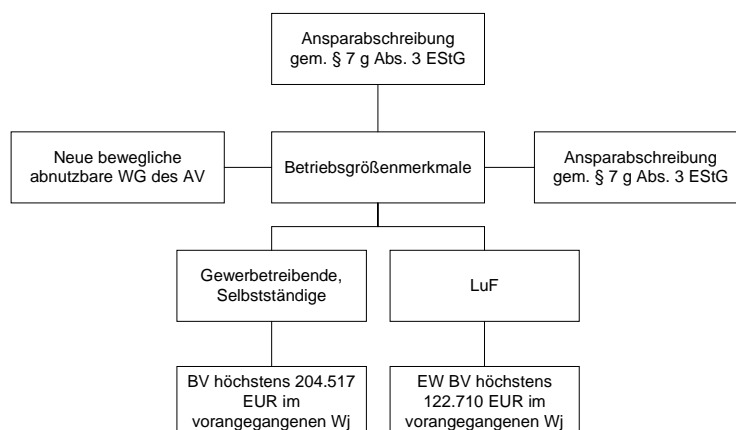 Ansparabschreibung
gem. § 7 g Abs. 3 EStG
Neue bewegliche
abnutzbare WG des AV
Betriebsgrößenmerkmale
Ansparabschreibung
gem. § 7 g Abs. 3 EStG
Gewerbetreibende,
Selbstständige
LuF
BV höchstens 204.517
EUR im
vorangegangenen Wj
EW BV höchstens
122.710 EUR im
vorangegangenen Wj